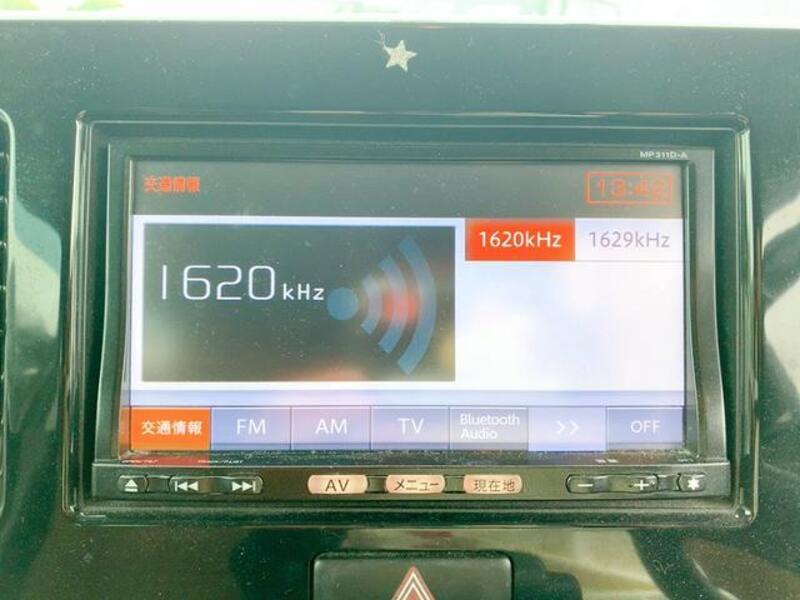 MP311D-A
交通情報
1620kHz
1620kHz 1629kHz
交通情報 FM AM TV Bluetooth Audio >> OFF
AV メニュー 現在地